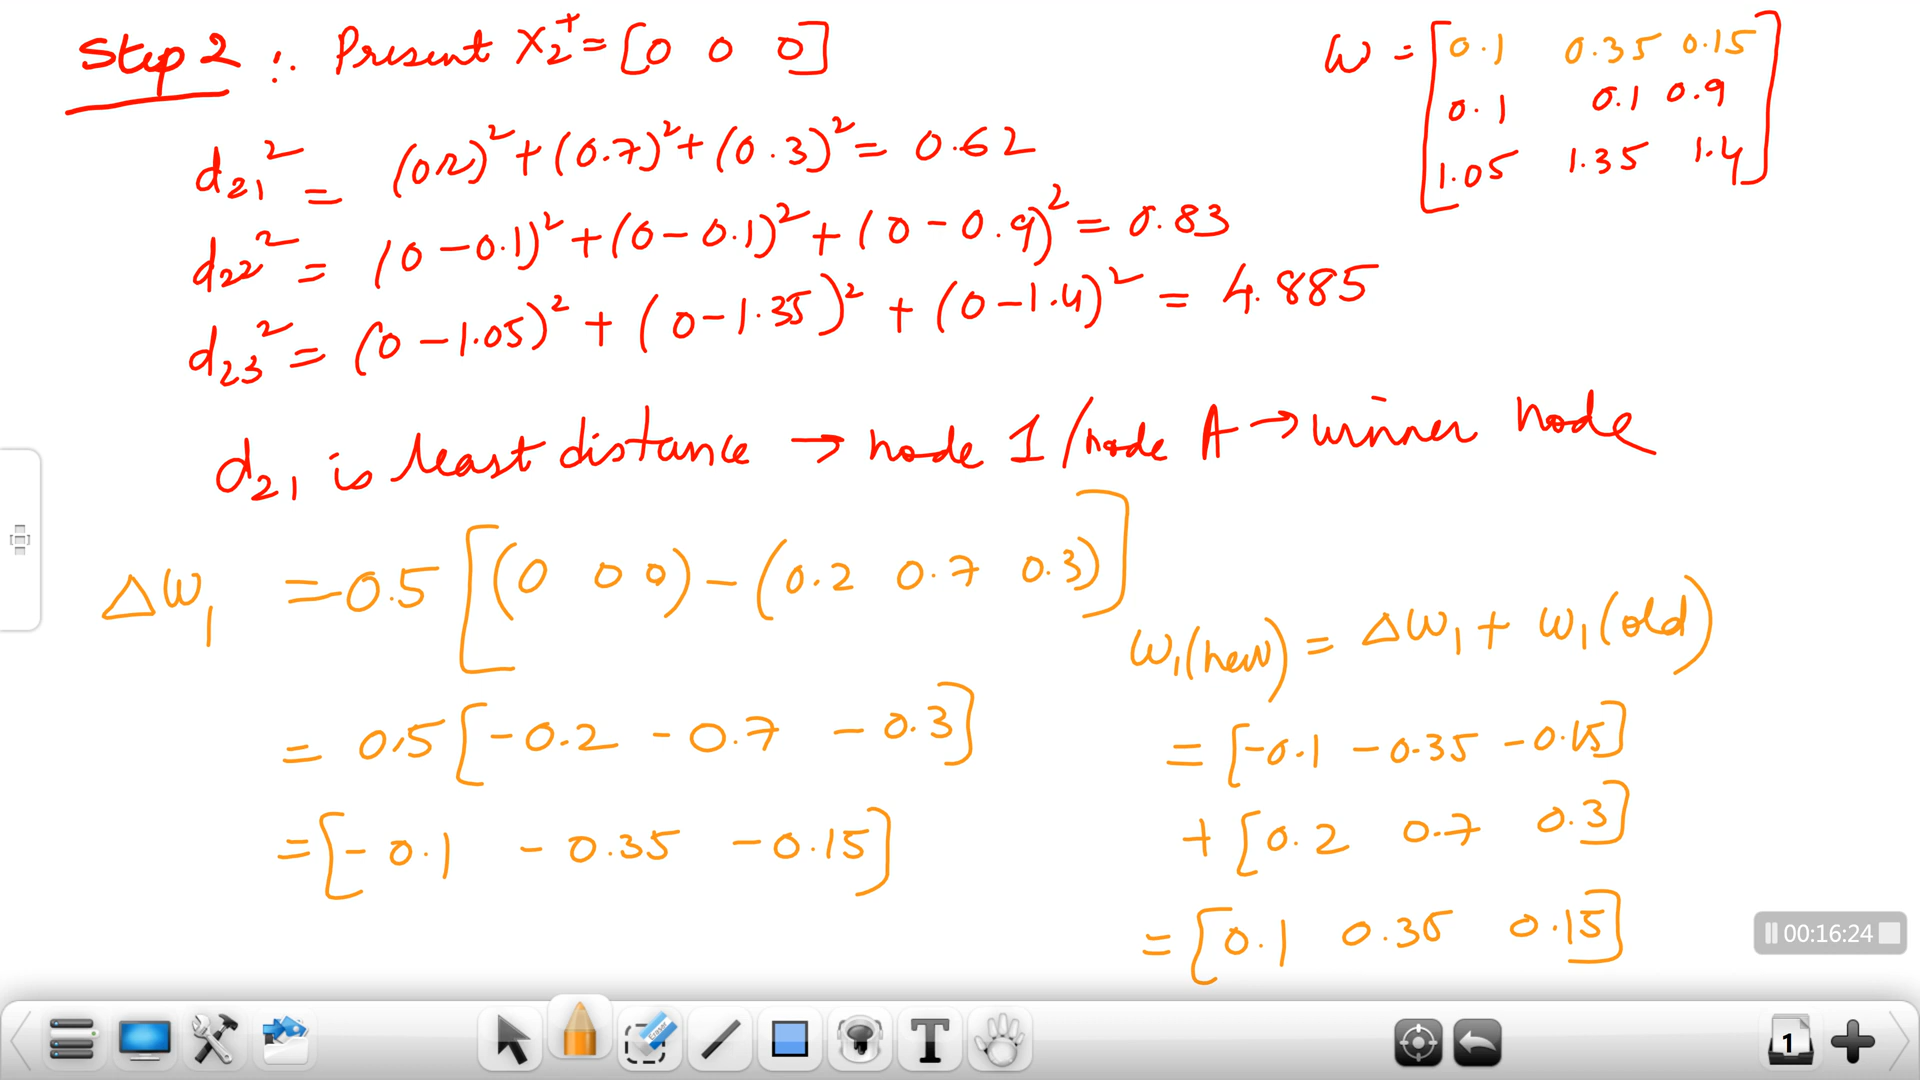 Step 2 :. Present X₂ᵗ = [0 0 0]
W = [0.1 0.35 0.15
0.1 0.1 0.9
1.05 1.35 1.4]
d₂₁² = (0.2)² + (0.7)² + (0.3)² = 0.62
d₂₂² = (0 - 0.1)² + (0 - 0.1)² + (0 - 0.9)² = 0.83
d₂₃² = (0 - 1.05)² + (0 - 1.35)² + (0 - 1.4)² = 4.885
d₂₁ is least distance → node 1 / node A → winner node
ΔW₁ = 0.5 [(0 0 0) - (0.2 0.7 0.3)]
= 0.5 [-0.2 - 0.7 - 0.3]
= [-0.1 - 0.35 - 0.15]
W₁(new) = ΔW₁ + W₁(old)
= [-0.1 - 0.35 - 0.15]
+ [0.2 0.7 0.3]
= [0.1 0.35 0.15]
00:16:24
T
1